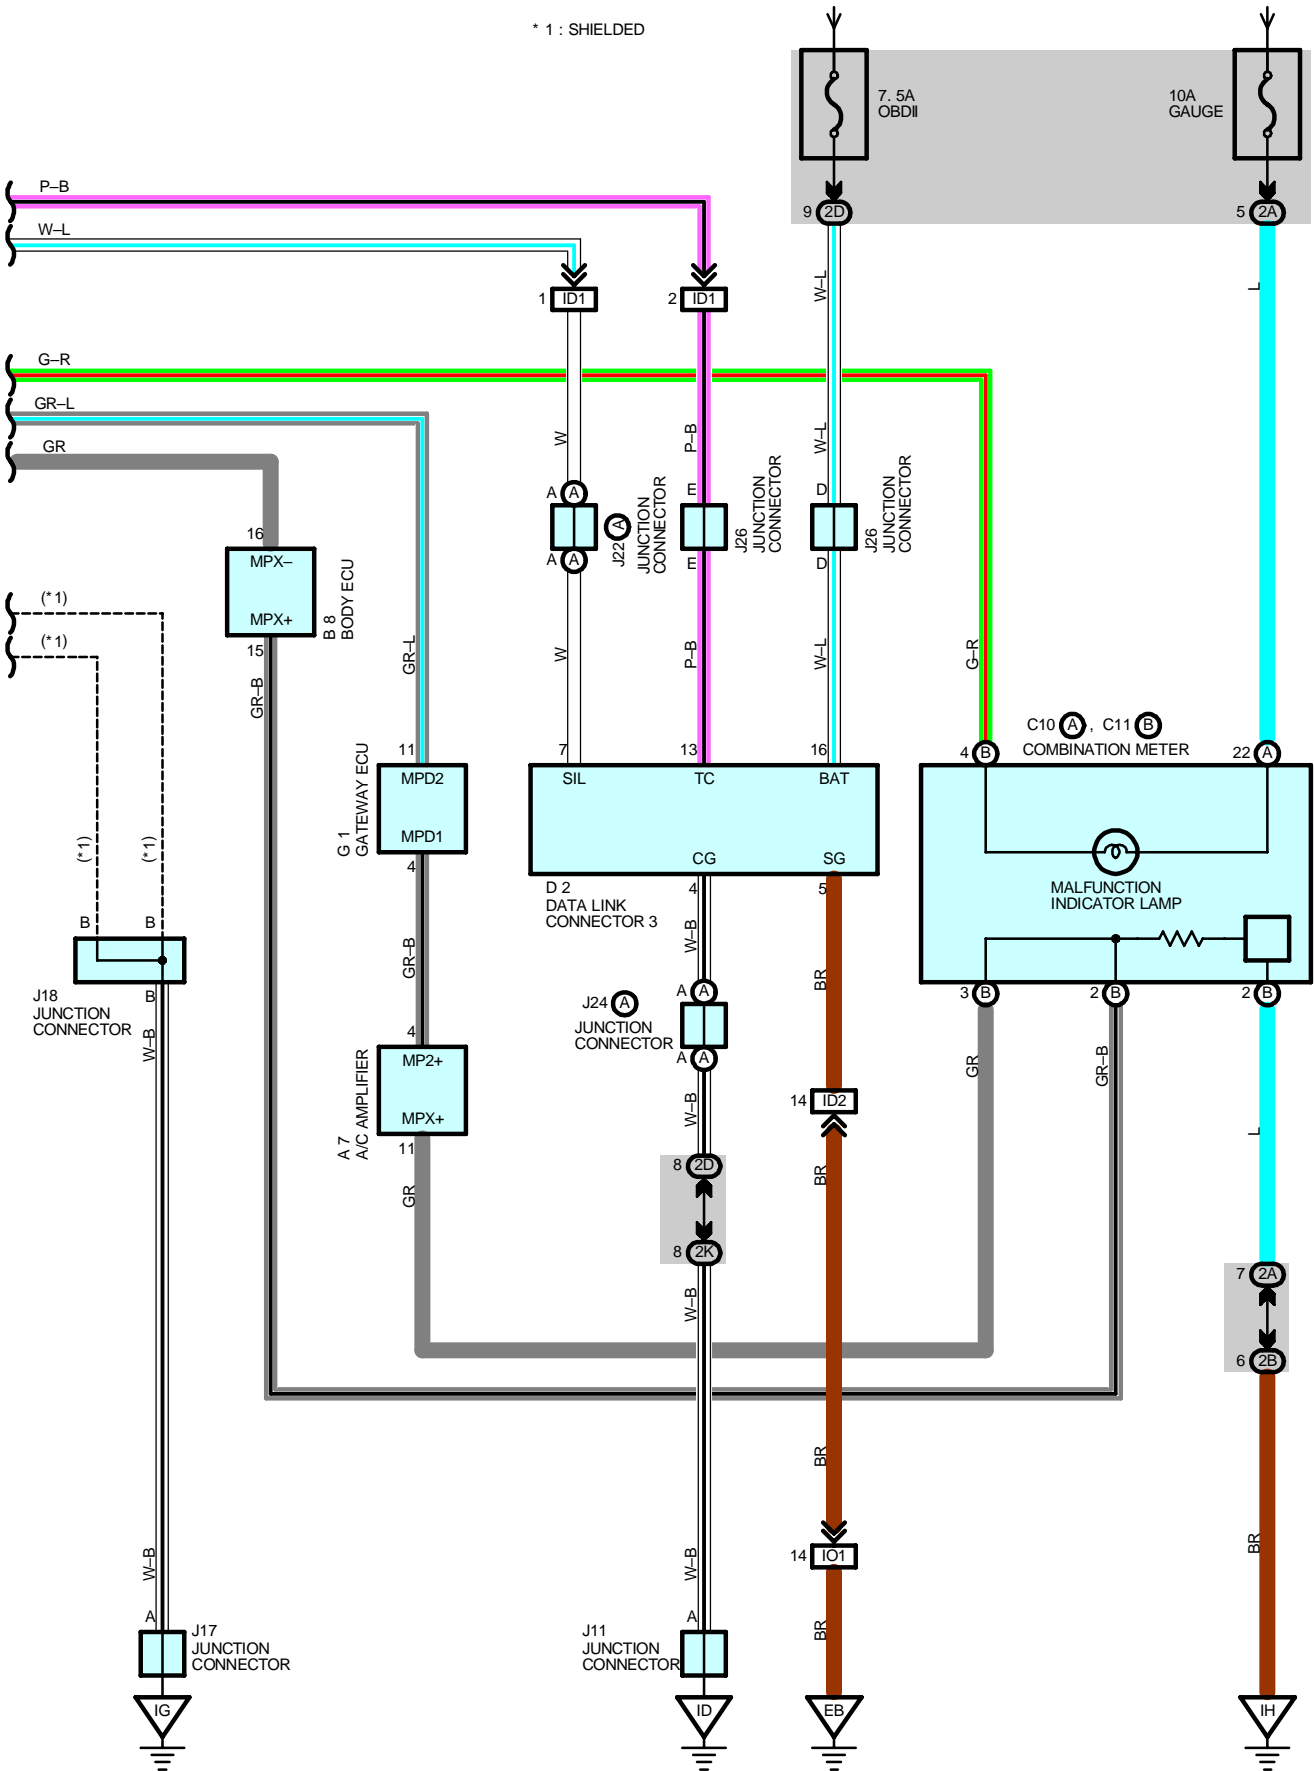 * 1 : SHIELDED
7. 5A
OBDII
10A
GAUGE
9 2D
5 2A
P–B
W–L
1 ID1
2 ID1
W–L
L
G–R
GR–L
GR
W
P–B
W–L
A A
E
D
J22 A
JUNCTION
CONNECTOR
J26
JUNCTION
CONNECTOR
J26
JUNCTION
CONNECTOR
A A
E
D
16
MPX–
MPX+
15
B 8
BODY ECU
(* 1)
(* 1)
GR–B
GR–L
W
P–B
W–L
G–R
C10 A , C11 B
COMBINATION METER
11
MPD2
MPD1
4
G 1
GATEWAY ECU
7
13
16
SIL
TC
BAT
CG
SG
4
5
D 2
DATA LINK
CONNECTOR 3
4 B
22 A
MALFUNCTION
INDICATOR LAMP
3 B
2 B
2 B
(* 1)
(* 1)
B
B
J18
JUNCTION
CONNECTOR
B
W–B
GR–B
4
MP2+
MPX+
11
A 7
A/C AMPLIFIER
GR
W–B
BR
A A
J24 A
JUNCTION
CONNECTOR
A A
14 ID2
W–B
BR
GR
GR–B
L
8 2D
8 2K
7 2A
6 2B
W–B
BR
BR
14 IO1
W–B
W–B
BR
A
J17
JUNCTION
CONNECTOR
A
J11
JUNCTION
CONNECTOR
IG
ID
EB
IH